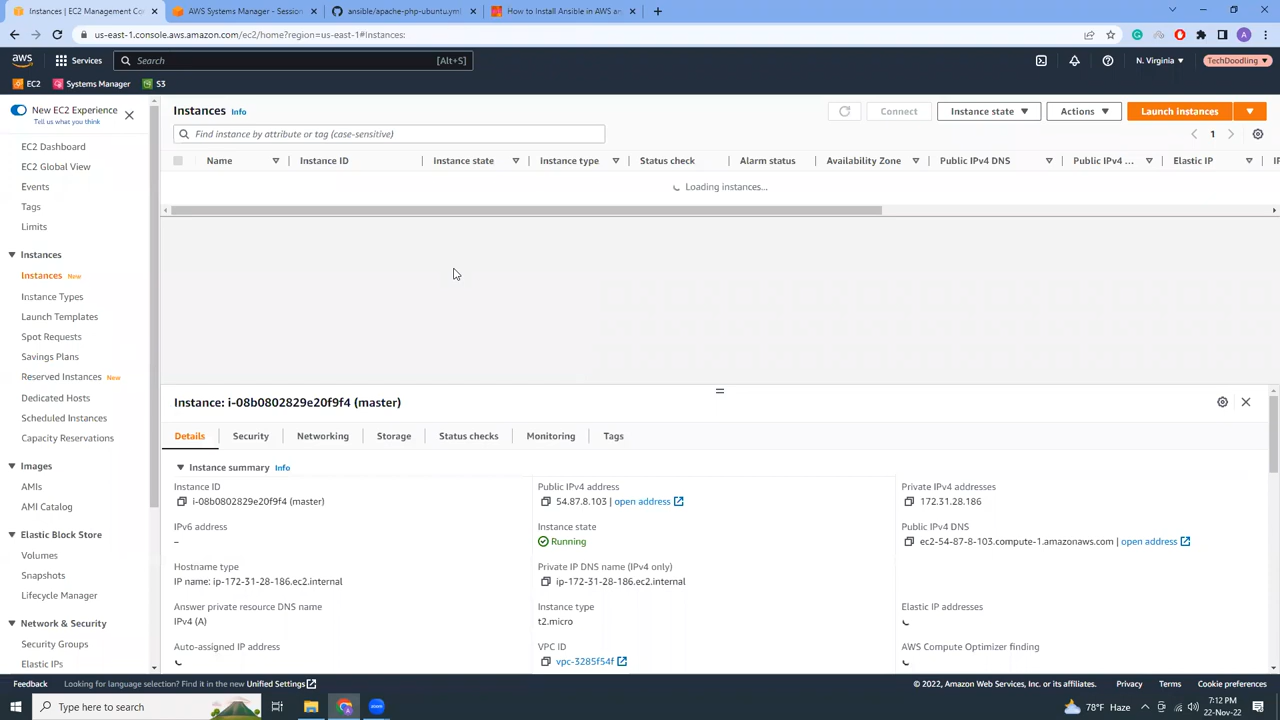 Instances | EC2 Management Con
AWS Systems Manager - Session
ansible/apache-php-ubuntu.yml
How to Install Ansible in AWS an
us-east-1.console.aws.amazon.com/ec2/home?region=us-east-1#Instances:
aws
Services
Search
[Alt+S]
N. Virginia
TechDoodling
EC2
Systems Manager
S3
New EC2 Experience
Tell us what you think
EC2 Dashboard
EC2 Global View
Events
Tags
Limits
Instances
Instances New
Instance Types
Launch Templates
Spot Requests
Savings Plans
Reserved Instances New
Dedicated Hosts
Scheduled Instances
Capacity Reservations
Images
AMIs
AMI Catalog
Elastic Block Store
Volumes
Snapshots
Lifecycle Manager
Network & Security
Security Groups
Elastic IPs
Instances Info
Connect
Instance state
Actions
Launch instances
Find instance by attribute or tag (case-sensitive)
1
Name
Instance ID
Instance state
Instance type
Status check
Alarm status
Availability Zone
Public IPv4 DNS
Public IPv4 ...
Elastic IP
Loading instances...
Instance: i-08b0802829e20f9f4 (master)
Details
Security
Networking
Storage
Status checks
Monitoring
Tags
Instance summary Info
Instance ID
i-08b0802829e20f9f4 (master)
Public IPv4 address
54.87.8.103 | open address
Private IPv4 addresses
172.31.28.186
IPv6 address
–
Instance state
Running
Public IPv4 DNS
ec2-54-87-8-103.compute-1.amazonaws.com | open address
Hostname type
IP name: ip-172-31-28-186.ec2.internal
Private IP DNS name (IPv4 only)
ip-172-31-28-186.ec2.internal
Answer private resource DNS name
IPv4 (A)
Instance type
t2.micro
Elastic IP addresses
Auto-assigned IP address
VPC ID
vpc-3285f54f
AWS Compute Optimizer finding
Feedback
Looking for language selection? Find it in the new Unified Settings
© 2022, Amazon Web Services, Inc. or its affiliates.
Privacy
Terms
Cookie preferences
Type here to search
78°F Haze
7:12 PM
22-Nov-22